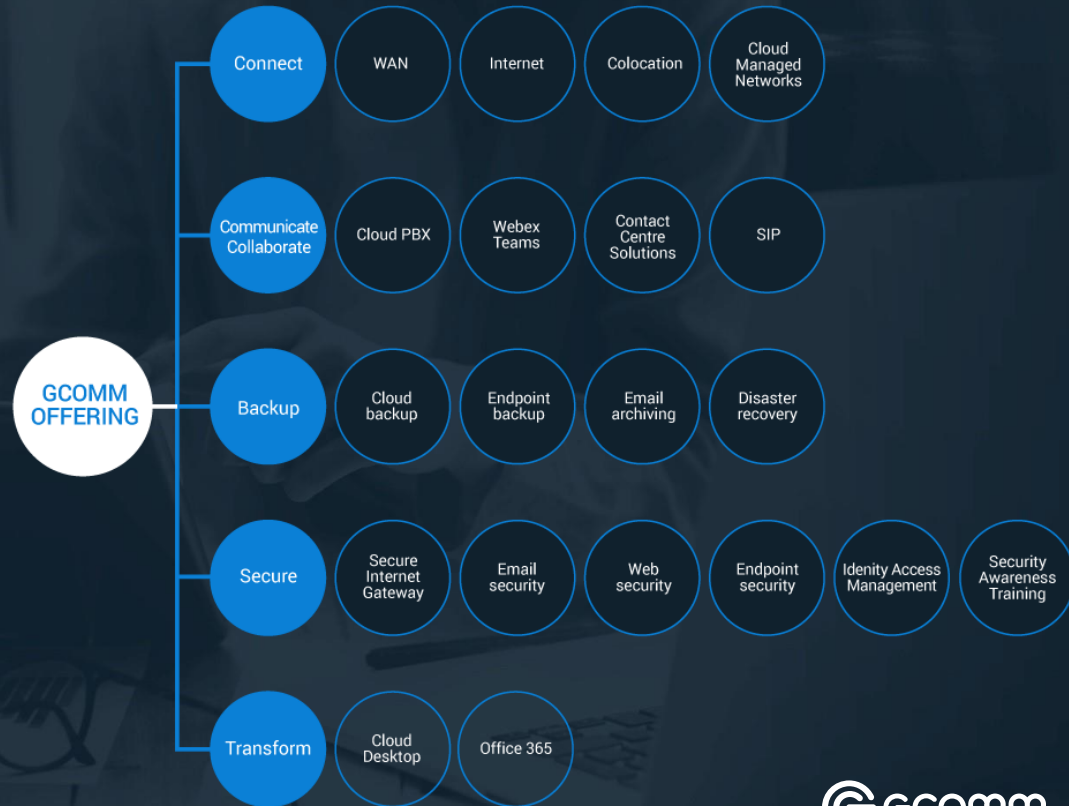 Connect
WAN
Internet
Colocation
Cloud
Managed
Networks
Communicate
Collaborate
Cloud PBX
Webex
Teams
Contact
Centre
Solutions
SIP
GCOMM
OFFERING
Backup
Cloud
backup
Endpoint
backup
Email
archiving
Disaster
recovery
Secure
Secure
Internet
Gateway
Email
security
Web
security
Endpoint
security
Idenity Access
Management
Security
Awareness
Training
Transform
Cloud
Desktop
Office 365
gcomm